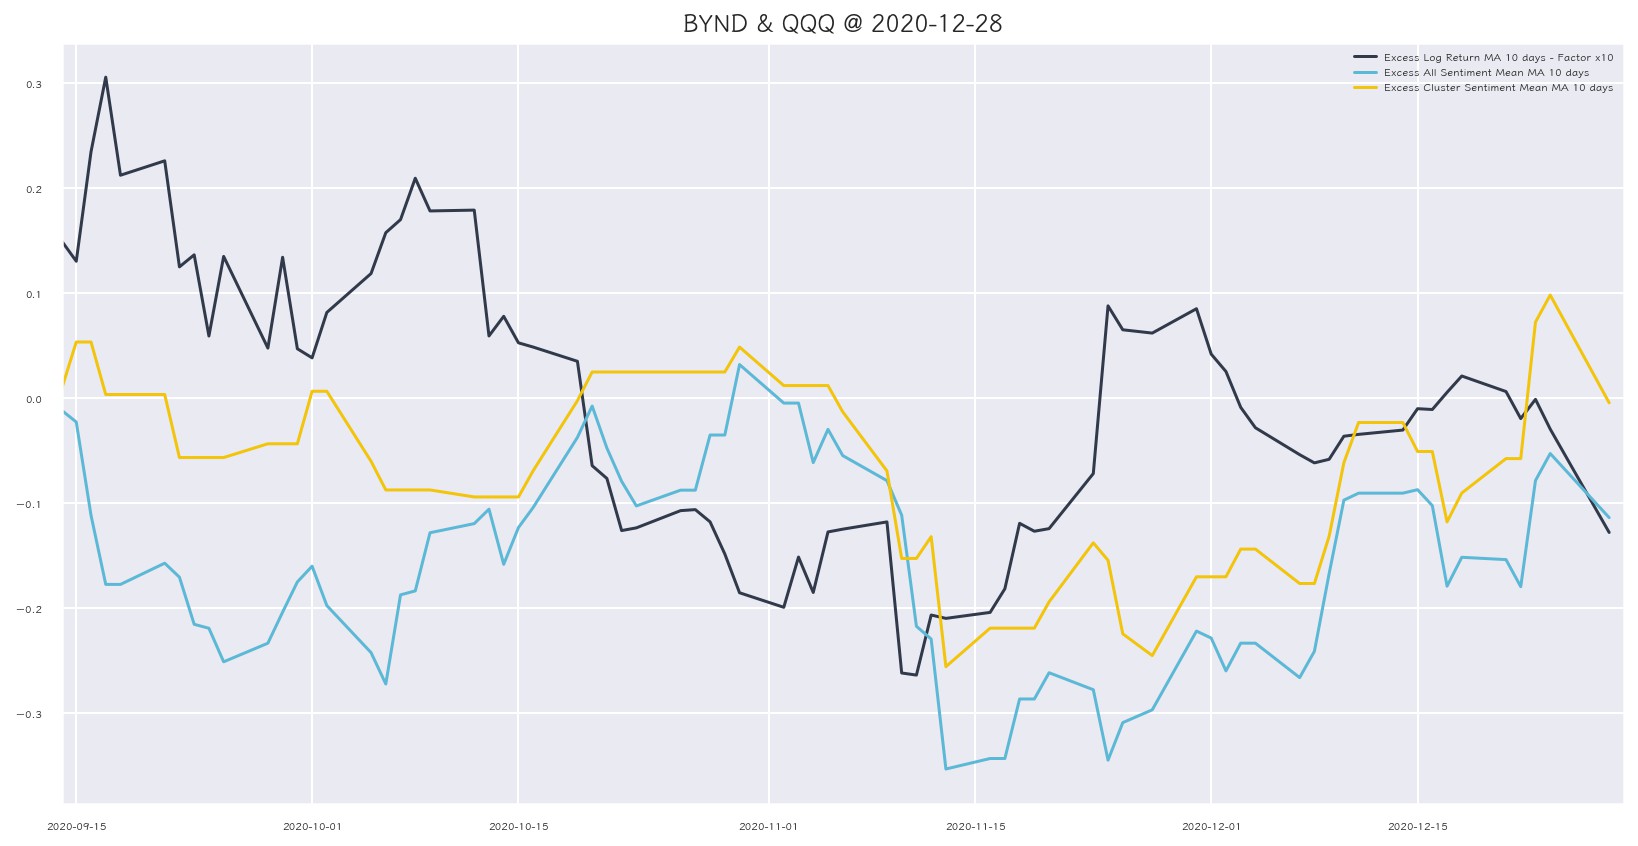 BYND & QQQ @ 2020-12-28
Excess Log Return MA 10 days - Factor x10
Excess All Sentiment Mean MA 10 days
Excess Cluster Sentiment Mean MA 10 days
0.3
0.2
0.1
0.0
−0.1
−0.2
−0.3
2020-09-15 2020-10-01 2020-10-15 2020-11-01 2020-11-15 2020-12-01 2020-12-15